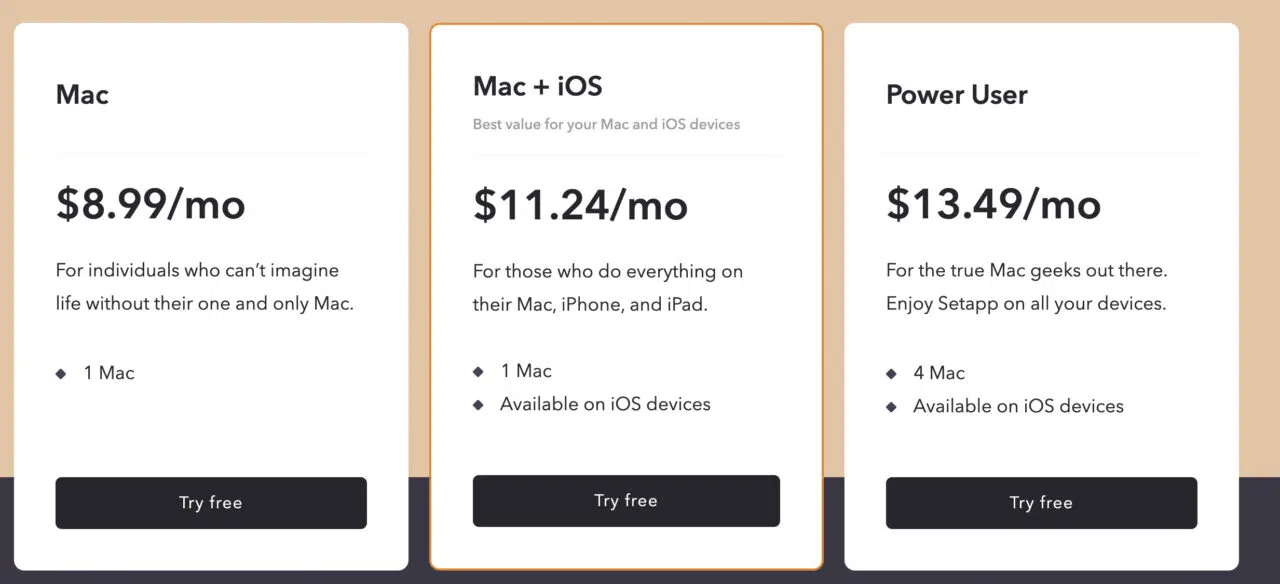 Mac
$8.99/mo
For individuals who can’t imagine
life without their one and only Mac.
1 Mac
Try free
Mac + iOS
Best value for your Mac and iOS devices
$11.24/mo
For those who do everything on
their Mac, iPhone, and iPad.
1 Mac
Available on iOS devices
Try free
Power User
$13.49/mo
For the true Mac geeks out there.
Enjoy Setapp on all your devices.
4 Mac
Available on iOS devices
Try free